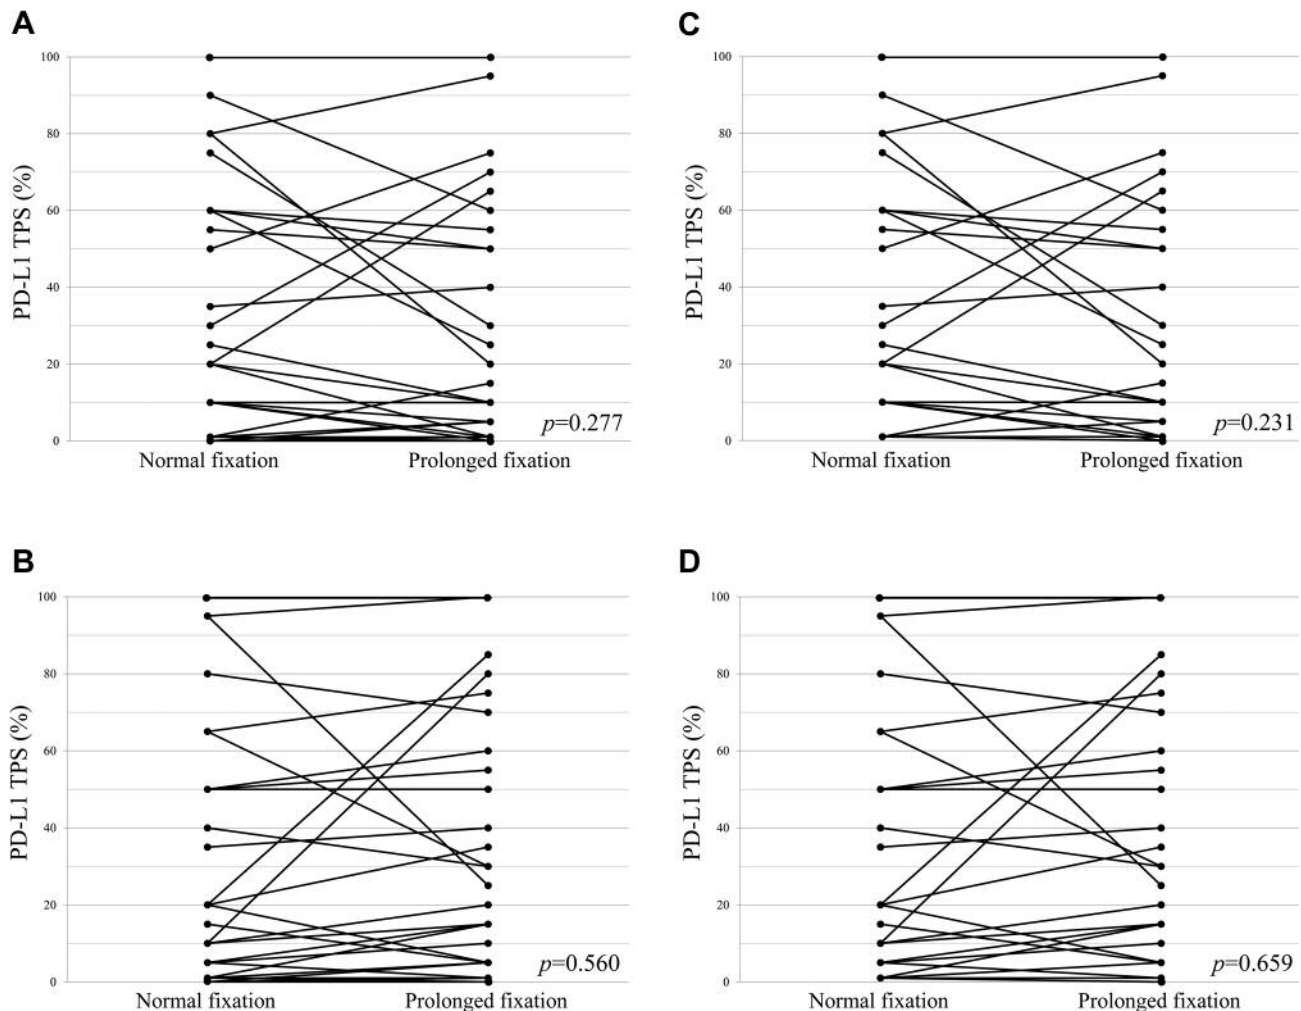 A
PD-L1 TPS (%)
100
80
60
40
20
0
p=0.277
Normal fixation
Prolonged fixation
C
PD-L1 TPS (%)
100
80
60
40
20
0
p=0.231
Normal fixation
Prolonged fixation
B
PD-L1 TPS (%)
100
80
60
40
20
0
p=0.560
Normal fixation
Prolonged fixation
D
PD-L1 TPS (%)
100
80
60
40
20
0
p=0.659
Normal fixation
Prolonged fixation